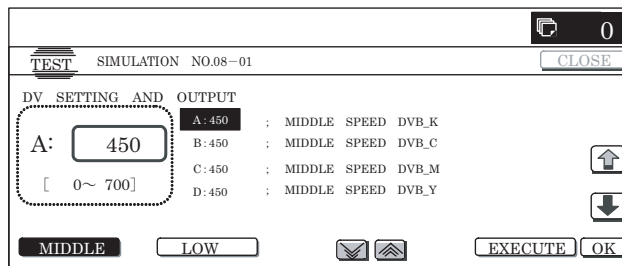 0
TEST SIMULATION NO.08-01 CLOSE
DV SETTING AND OUTPUT
A: 450
[ 0~ 700]
A:450 ; MIDDLE SPEED DVB_K
B:450 ; MIDDLE SPEED DVB_C
C:450 ; MIDDLE SPEED DVB_M
D:450 ; MIDDLE SPEED DVB_Y
MIDDLE LOW EXECUTE OK